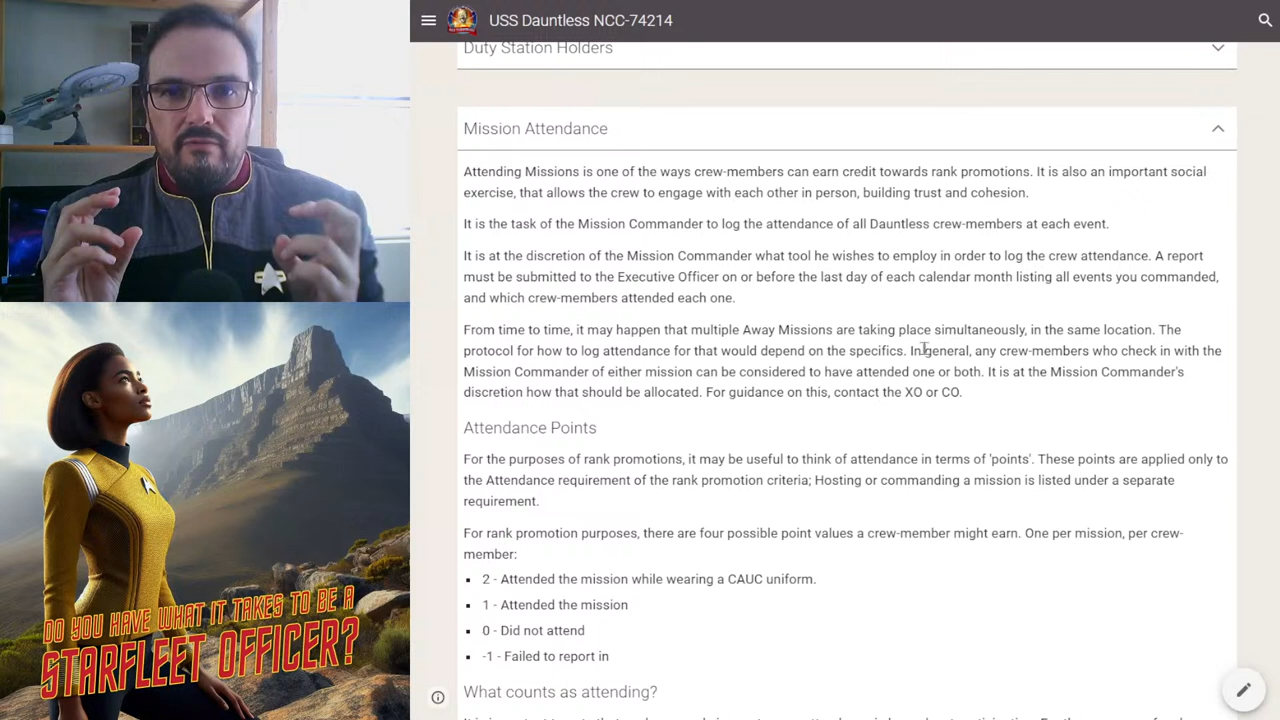 USS Dauntless NCC-74214
Duty Station Holders
Mission Attendance
Attending Missions is one of the ways crew-members can earn credit towards rank promotions. It is also an important social
exercise, that allows the crew to engage with each other in person, building trust and cohesion.
It is the task of the Mission Commander to log the attendance of all Dauntless crew-members at each event.
It is at the discretion of the Mission Commander what tool he wishes to employ in order to log the crew attendance. A report
must be submitted to the Executive Officer on or before the last day of each calendar month listing all events you commanded,
and which crew-members attended each one.
From time to time, it may happen that multiple Away Missions are taking place simultaneously, in the same location. The
protocol for how to log attendance for that would depend on the specifics. In general, any crew-members who check in with the
Mission Commander of either mission can be considered to have attended one or both. It is at the Mission Commander's
discretion how that should be allocated. For guidance on this, contact the XO or CO.
Attendance Points
For the purposes of rank promotions, it may be useful to think of attendance in terms of 'points'. These points are applied only to
the Attendance requirement of the rank promotion criteria; Hosting or commanding a mission is listed under a separate
requirement.
For rank promotion purposes, there are four possible point values a crew-member might earn. One per mission, per crew-
member:
2 - Attended the mission while wearing a CAUC uniform.
1 - Attended the mission
0 - Did not attend
-1 - Failed to report in
What counts as attending?
DO YOU HAVE WHAT IT TAKES TO BE A
STARFLEET OFFICER?